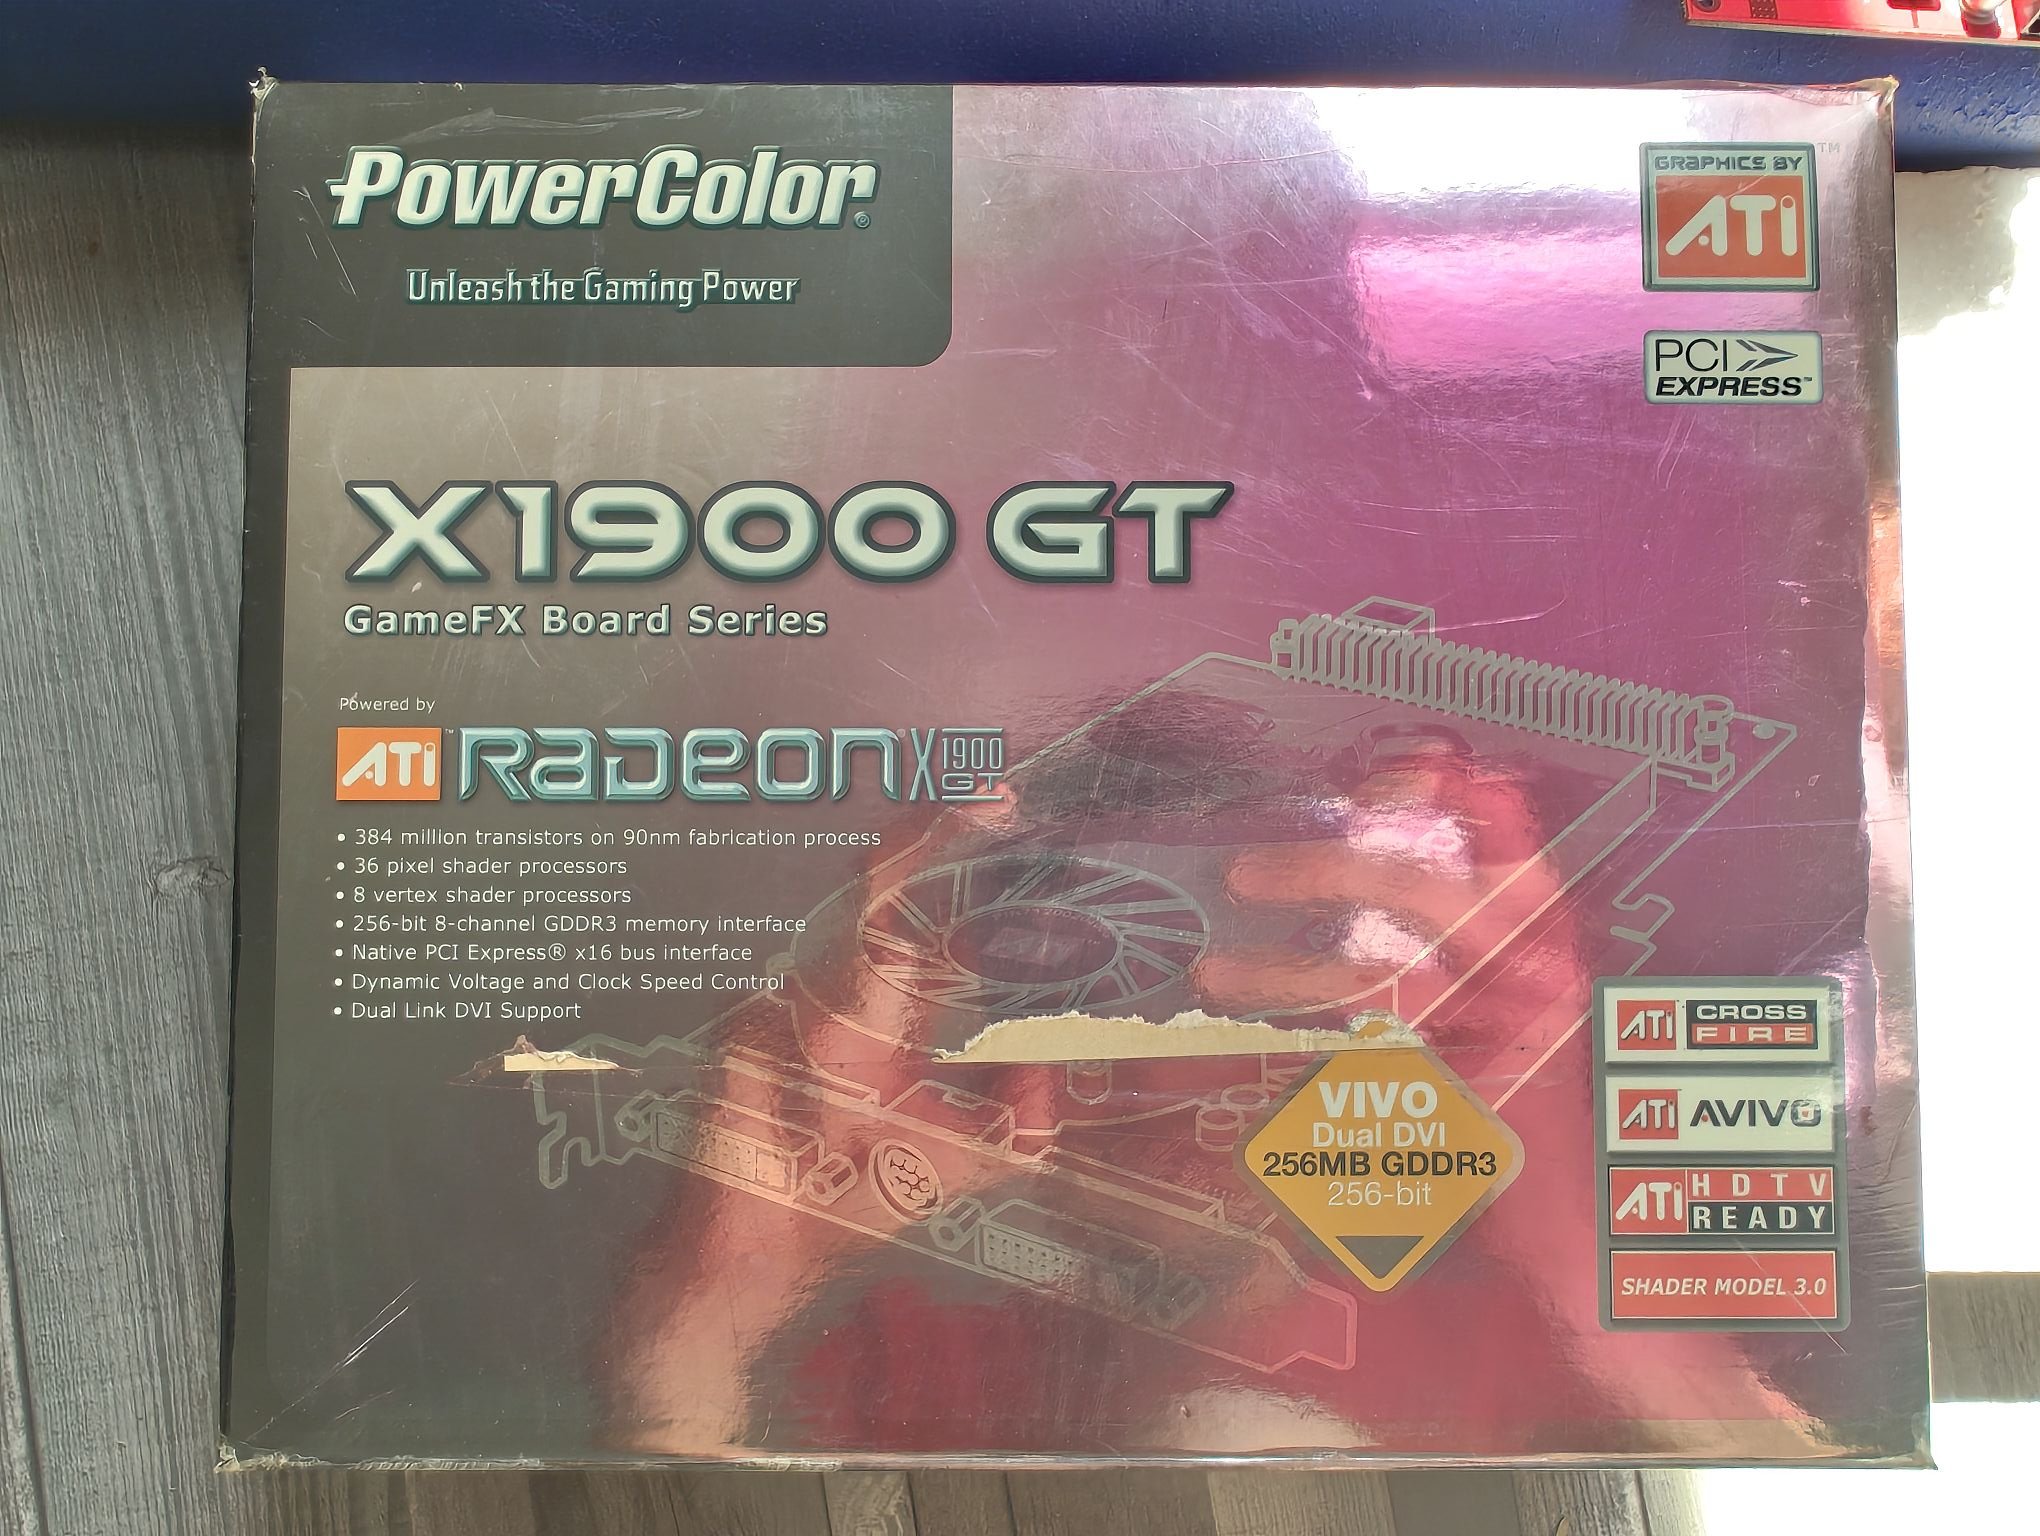 PowerColor®
Unleash the Gaming Power
GRAPHICS BY
ATI
TM
PCI
EXPRESS™
X1900 GT
GameFX Board Series
Powered by
ATI™ RADEON® X1900 GT
• 384 million transistors on 90nm fabrication process
• 36 pixel shader processors
• 8 vertex shader processors
• 256-bit 8-channel GDDR3 memory interface
• Native PCI Express® x16 bus interface
• Dynamic Voltage and Clock Speed Control
• Dual Link DVI Support
ATI
VIVO
Dual DVI
256MB GDDR3
256-bit
ATI CROSS
FIRE
ATI AVIVO
ATI HDTV
READY
SHADER MODEL 3.0